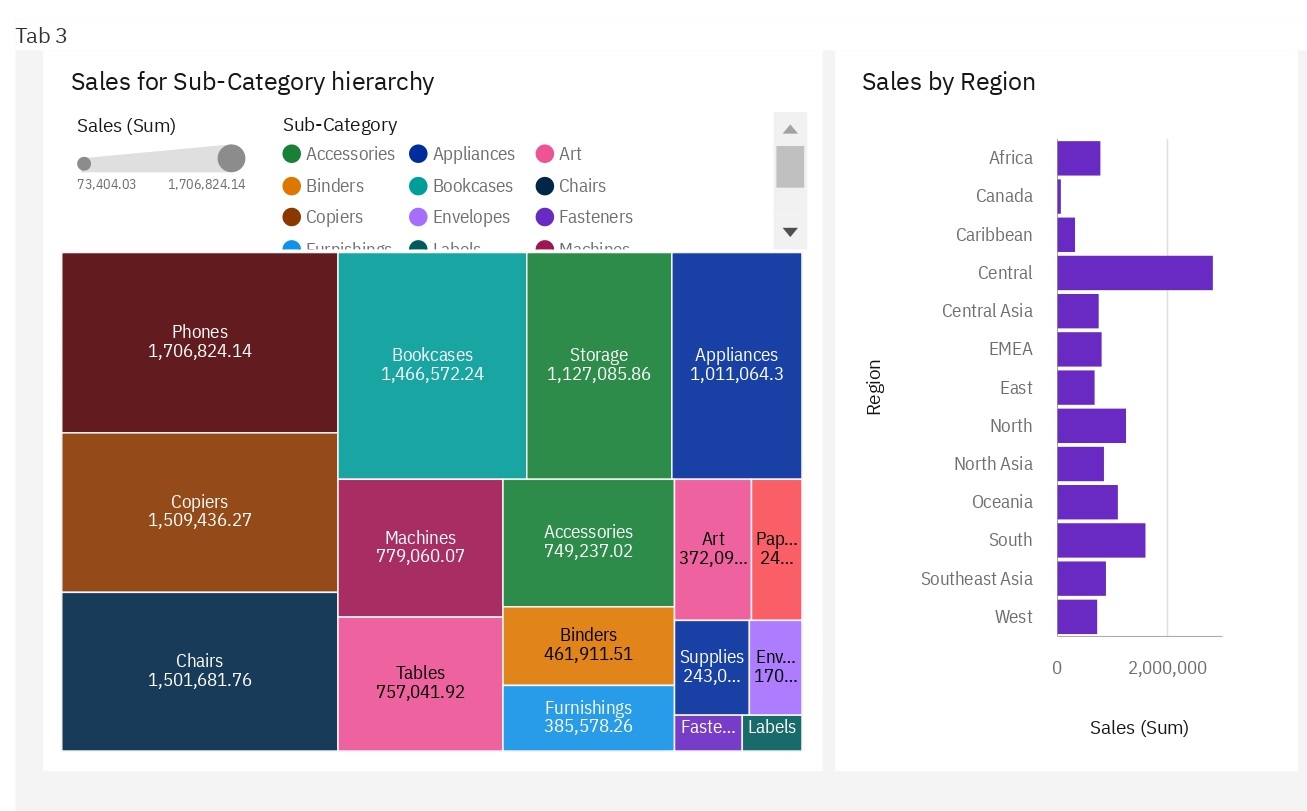 Tab 3
Sales for Sub-Category hierarchy
Sales (Sum)
73,404.03 1,706,824.14
Sub-Category
Accessories Appliances Art
Binders Bookcases Chairs
Copiers Envelopes Fasteners
Furnishings Labels Machines
Phones
1,706,824.14
Copiers
1,509,436.27
Chairs
1,501,681.76
Bookcases
1,466,572.24
Storage
1,127,085.86
Appliances
1,011,064.3
Machines
779,060.07
Tables
757,041.92
Accessories
749,237.02
Binders
461,911.51
Furnishings
385,578.26
Art
372,09...
Pap...
24...
Supplies
243,0...
Env...
170...
Faste...
Labels
Sales by Region
Region
Africa
Canada
Caribbean
Central
Central Asia
EMEA
East
North
North Asia
Oceania
South
Southeast Asia
West
0 2,000,000
Sales (Sum)